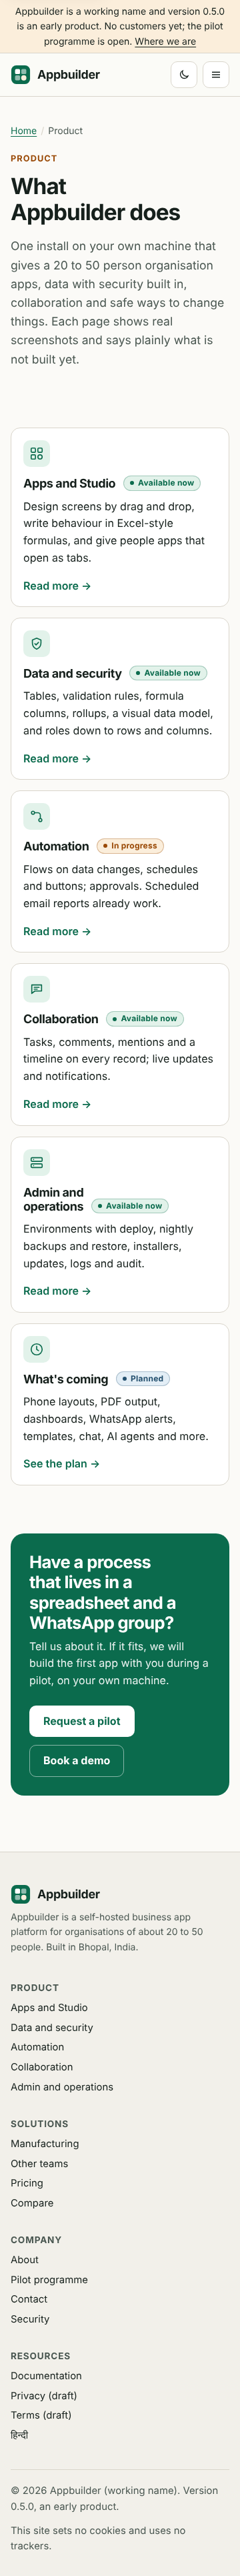 Appbuilder is a working name, and version 0.5.0
is an early product. No customers yet; the pilot
programme is open. Where we are
Appbuilder
Home / Product
PRODUCT
What
Appbuilder does
One install on your own machine that
gives a 20 to 50 person organisation
apps, data with security built in,
collaboration and safe ways to change
things. Each page shows real
screenshots and says plainly what is
not built yet.
Apps and Studio Available now
Design screens by drag and drop,
write behaviour in Excel-style
formulas, and give people apps that
open as tabs.
Read more →
Data and security Available now
Tables, validation rules, formula
columns, rollups, a visual data model,
and roles down to rows and columns.
Read more →
Automation In progress
Flows on data changes, schedules
and buttons; approvals. Scheduled
email reports already work.
Read more →
Collaboration Available now
Tasks, comments, mentions and a
timeline on every record; live updates
and notifications.
Read more →
Admin and
operations Available now
Environments with deploy, nightly
backups and restore, installers,
updates, logs and audit.
Read more →
What's coming Planned
Phone layouts, PDF output,
dashboards, WhatsApp alerts,
templates, chat, AI agents and more.
See the plan →
Have a process
that lives in a
spreadsheet and a
WhatsApp group?
Tell us about it. If it fits, we will
build the first app with you during a
pilot, on your own machine.
Request a pilot
Book a demo
Appbuilder
Appbuilder is a self-hosted business app
platform for organisations of about 20 to 50
people. Built in Bhopal, India.
PRODUCT
Apps and Studio
Data and security
Automation
Collaboration
Admin and operations
SOLUTIONS
Manufacturing
Other teams
Pricing
Compare
COMPANY
About
Pilot programme
Contact
Security
RESOURCES
Documentation
Privacy (draft)
Terms (draft)
हिन्दी
© 2026 Appbuilder (working name). Version
0.5.0, an early product.
This site sets no cookies and uses no
trackers.